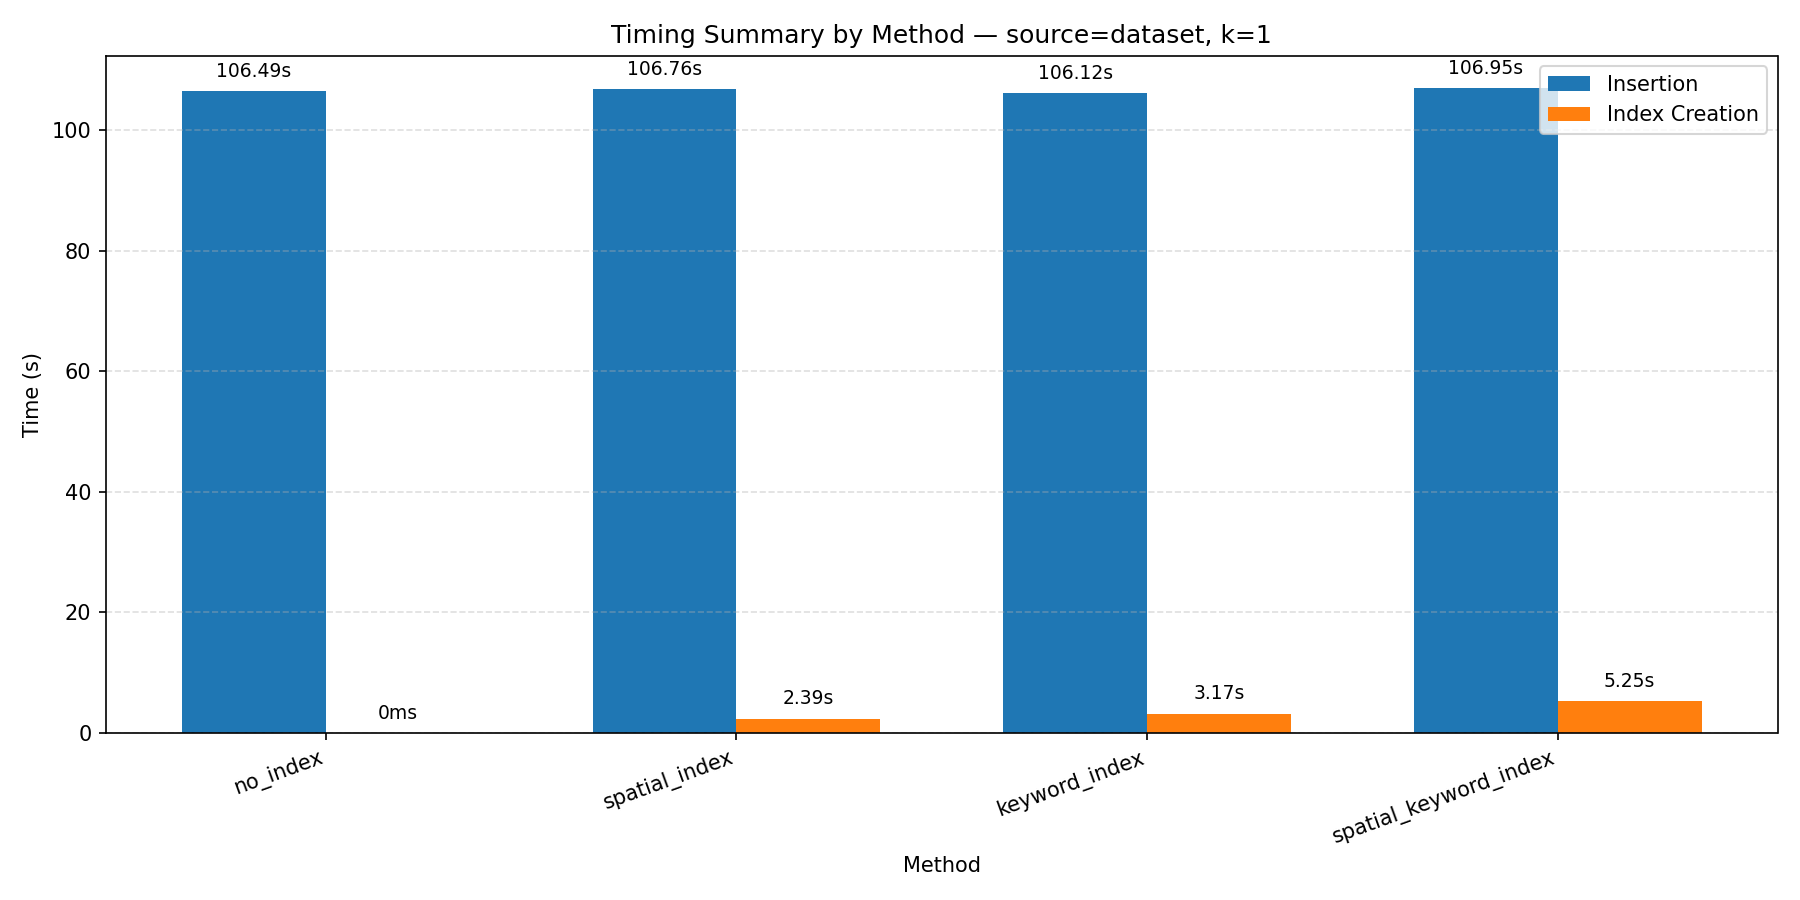 Timing Summary by Method — source=dataset, k=1
106.49s
106.76s
106.12s
106.95s
Insertion
Index Creation
100
80
60
40
20
0
Time (s)
0ms
2.39s
3.17s
5.25s
no_index
spatial_index
keyword_index
spatial_keyword_index
Method